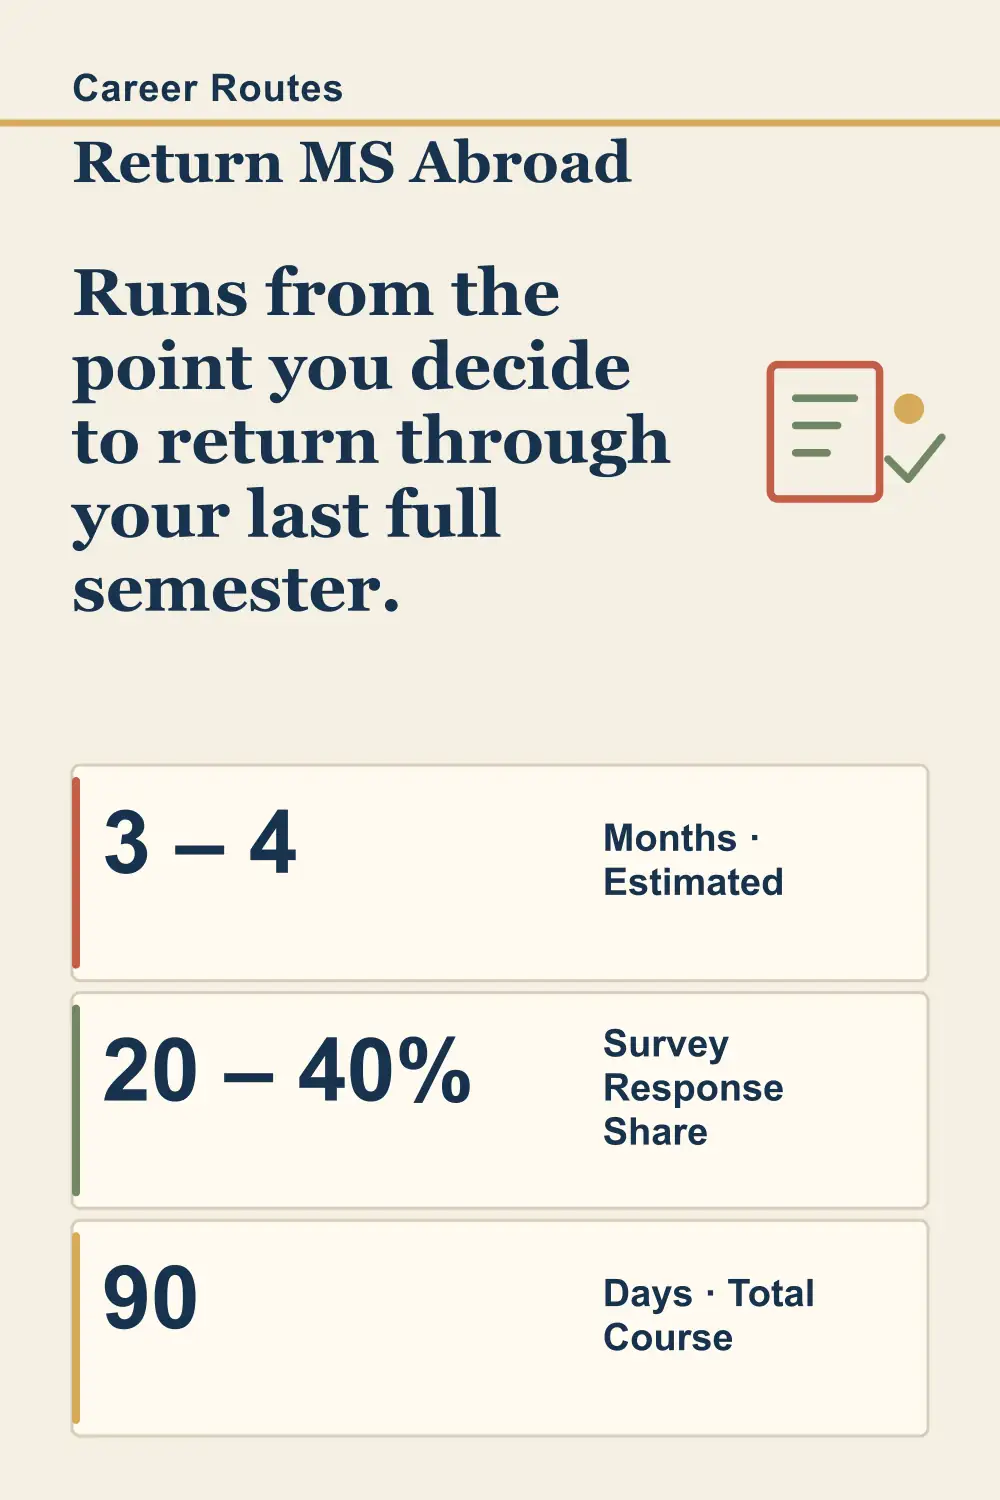 Career Routes
Return MS Abroad
Runs from the
point you decide
to return through
your last full
semester.
3 – 4
Months ·
Estimated
20 – 40%
Survey
Response
Share
90
Days · Total
Course